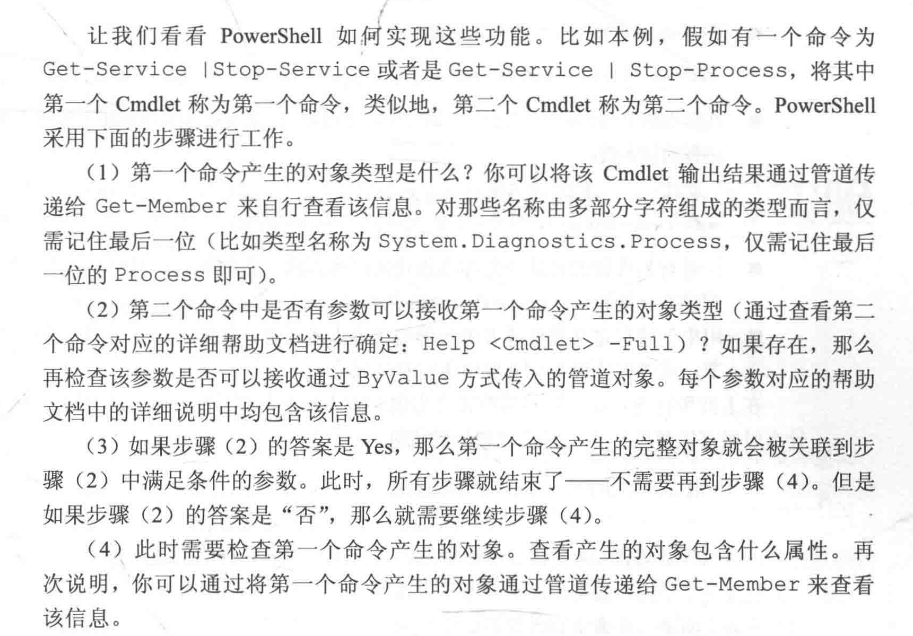 让我们看看 PowerShell 如何实现这些功能。比如本例，假如有一个命令为
Get-Service |Stop-Service 或者是 Get-Service | Stop-Process，将其中
第一个 Cmdlet 称为第一个命令，类似地，第二个 Cmdlet 称为第二个命令。PowerShell
采用下面的步骤进行工作。
（1）第一个命令产生的对象类型是什么？你可以将该 Cmdlet 输出结果通过管道传
递给 Get-Member 来自行查看该信息。对那些名称由多部分字符组成的类型而言，仅
需记住最后一位（比如类型名称为 System.Diagnostics.Process，仅需记住最后
一位的 Process 即可）。
（2）第二个命令中是否有参数可以接收第一个命令产生的对象类型（通过查看第二
个命令对应的详细帮助文档进行确定：Help <Cmdlet> -Full）？如果存在，那么
再检查该参数是否可以接收通过 ByValue 方式传入的管道对象。每个参数对应的帮助
文档中的详细说明中均包含该信息。
（3）如果步骤（2）的答案是 Yes，那么第一个命令产生的完整对象就会被关联到步
骤（2）中满足条件的参数。此时，所有步骤就结束了——不需要再到步骤（4）。但是
如果步骤（2）的答案是“否”，那么就需要继续步骤（4）。
（4）此时需要检查第一个命令产生的对象。查看产生的对象包含什么属性。再
次说明，你可以通过将第一个命令产生的对象通过管道传递给 Get-Member 来查看
该信息。